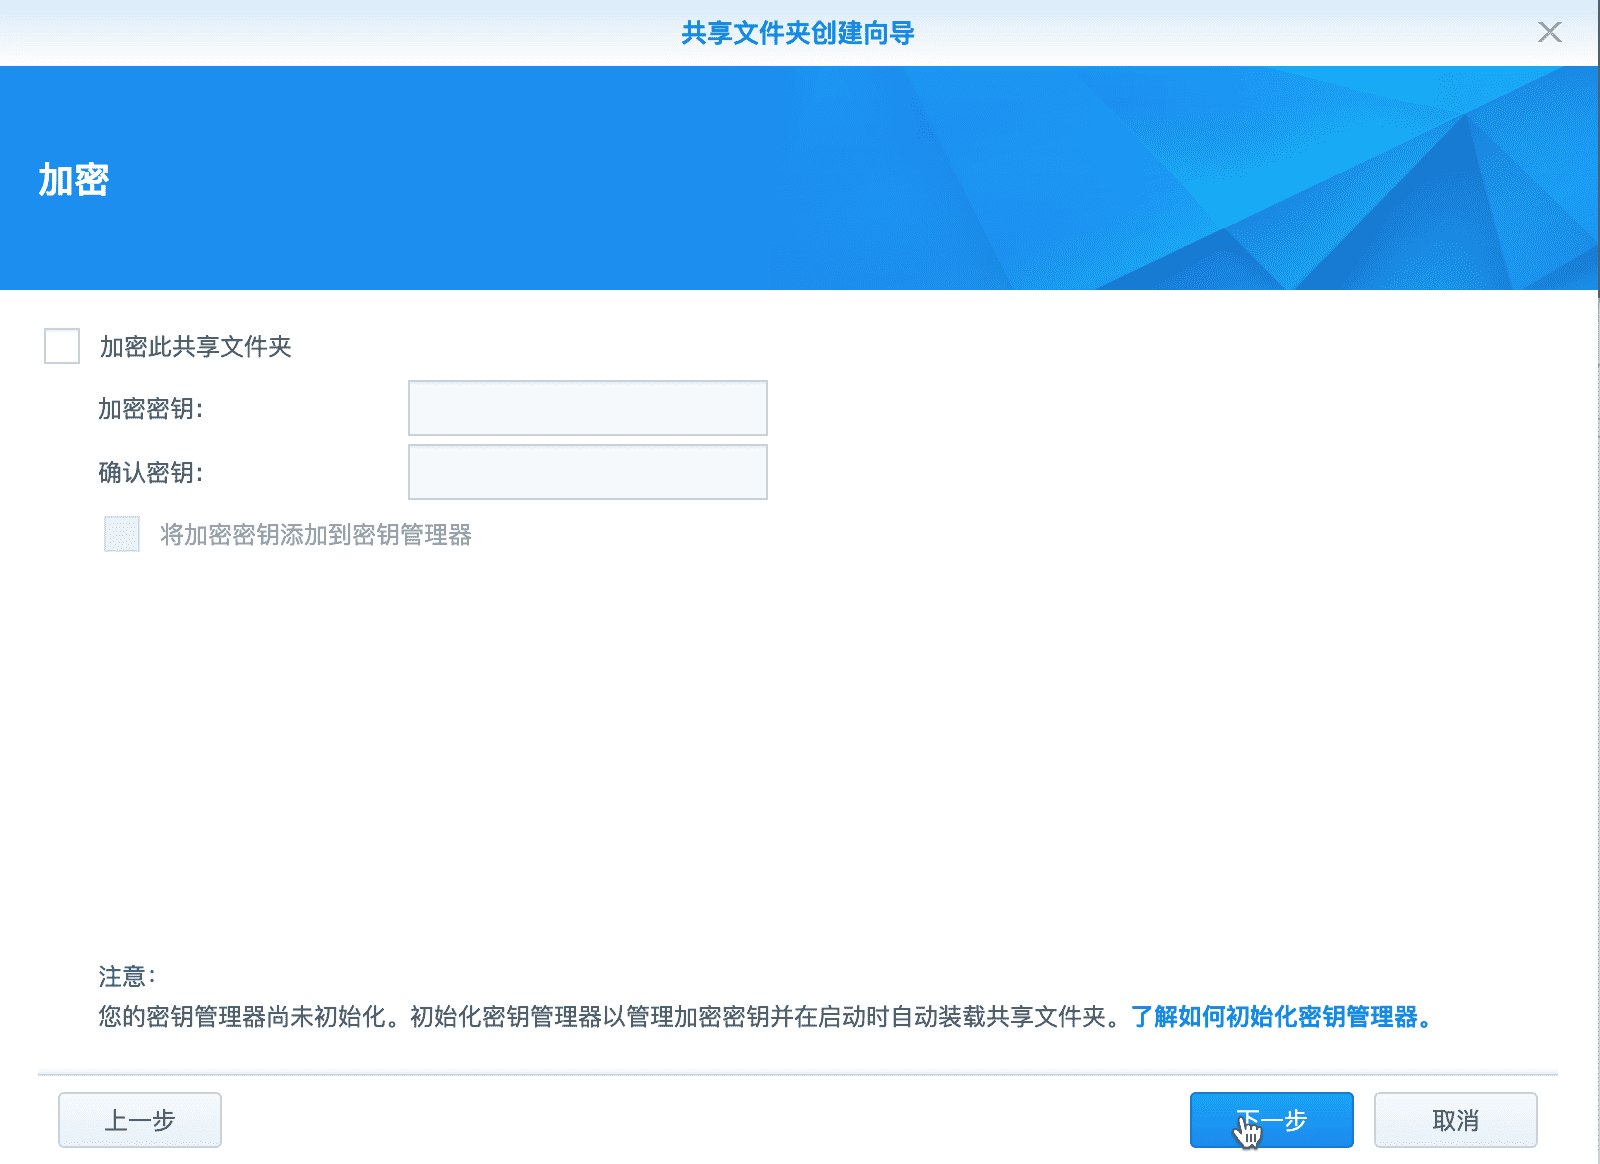 共享文件夹创建向导
加密
加密此共享文件夹
加密密钥:
确认密钥:
将加密密钥添加到密钥管理器
注意:
您的密钥管理器尚未初始化。初始化密钥管理器以管理加密密钥并在启动时自动装载共享文件夹。了解如何初始化密钥管理器。
上一步
下一步
取消